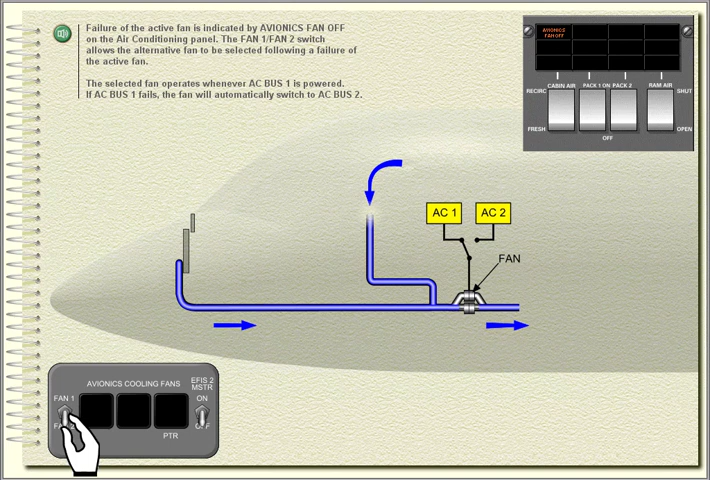 Failure of the active fan is indicated by AVIONICS FAN OFF
on the Air Conditioning panel. The FAN 1/FAN 2 switch
allows the alternative fan to be selected following a failure of
the active fan.
The selected fan operates whenever AC BUS 1 is powered.
If AC BUS 1 fails, the fan will automatically switch to AC BUS 2.
AVIONICS
FAN OFF
CABIN AIR PACK 1 ON PACK 2 RAM AIR
RECIRC SHUT
FRESH OPEN
OFF
AC 1 AC 2
FAN
AVIONICS COOLING FANS
EFIS 2
MSTR
FAN 1 ON
OFF
PTR